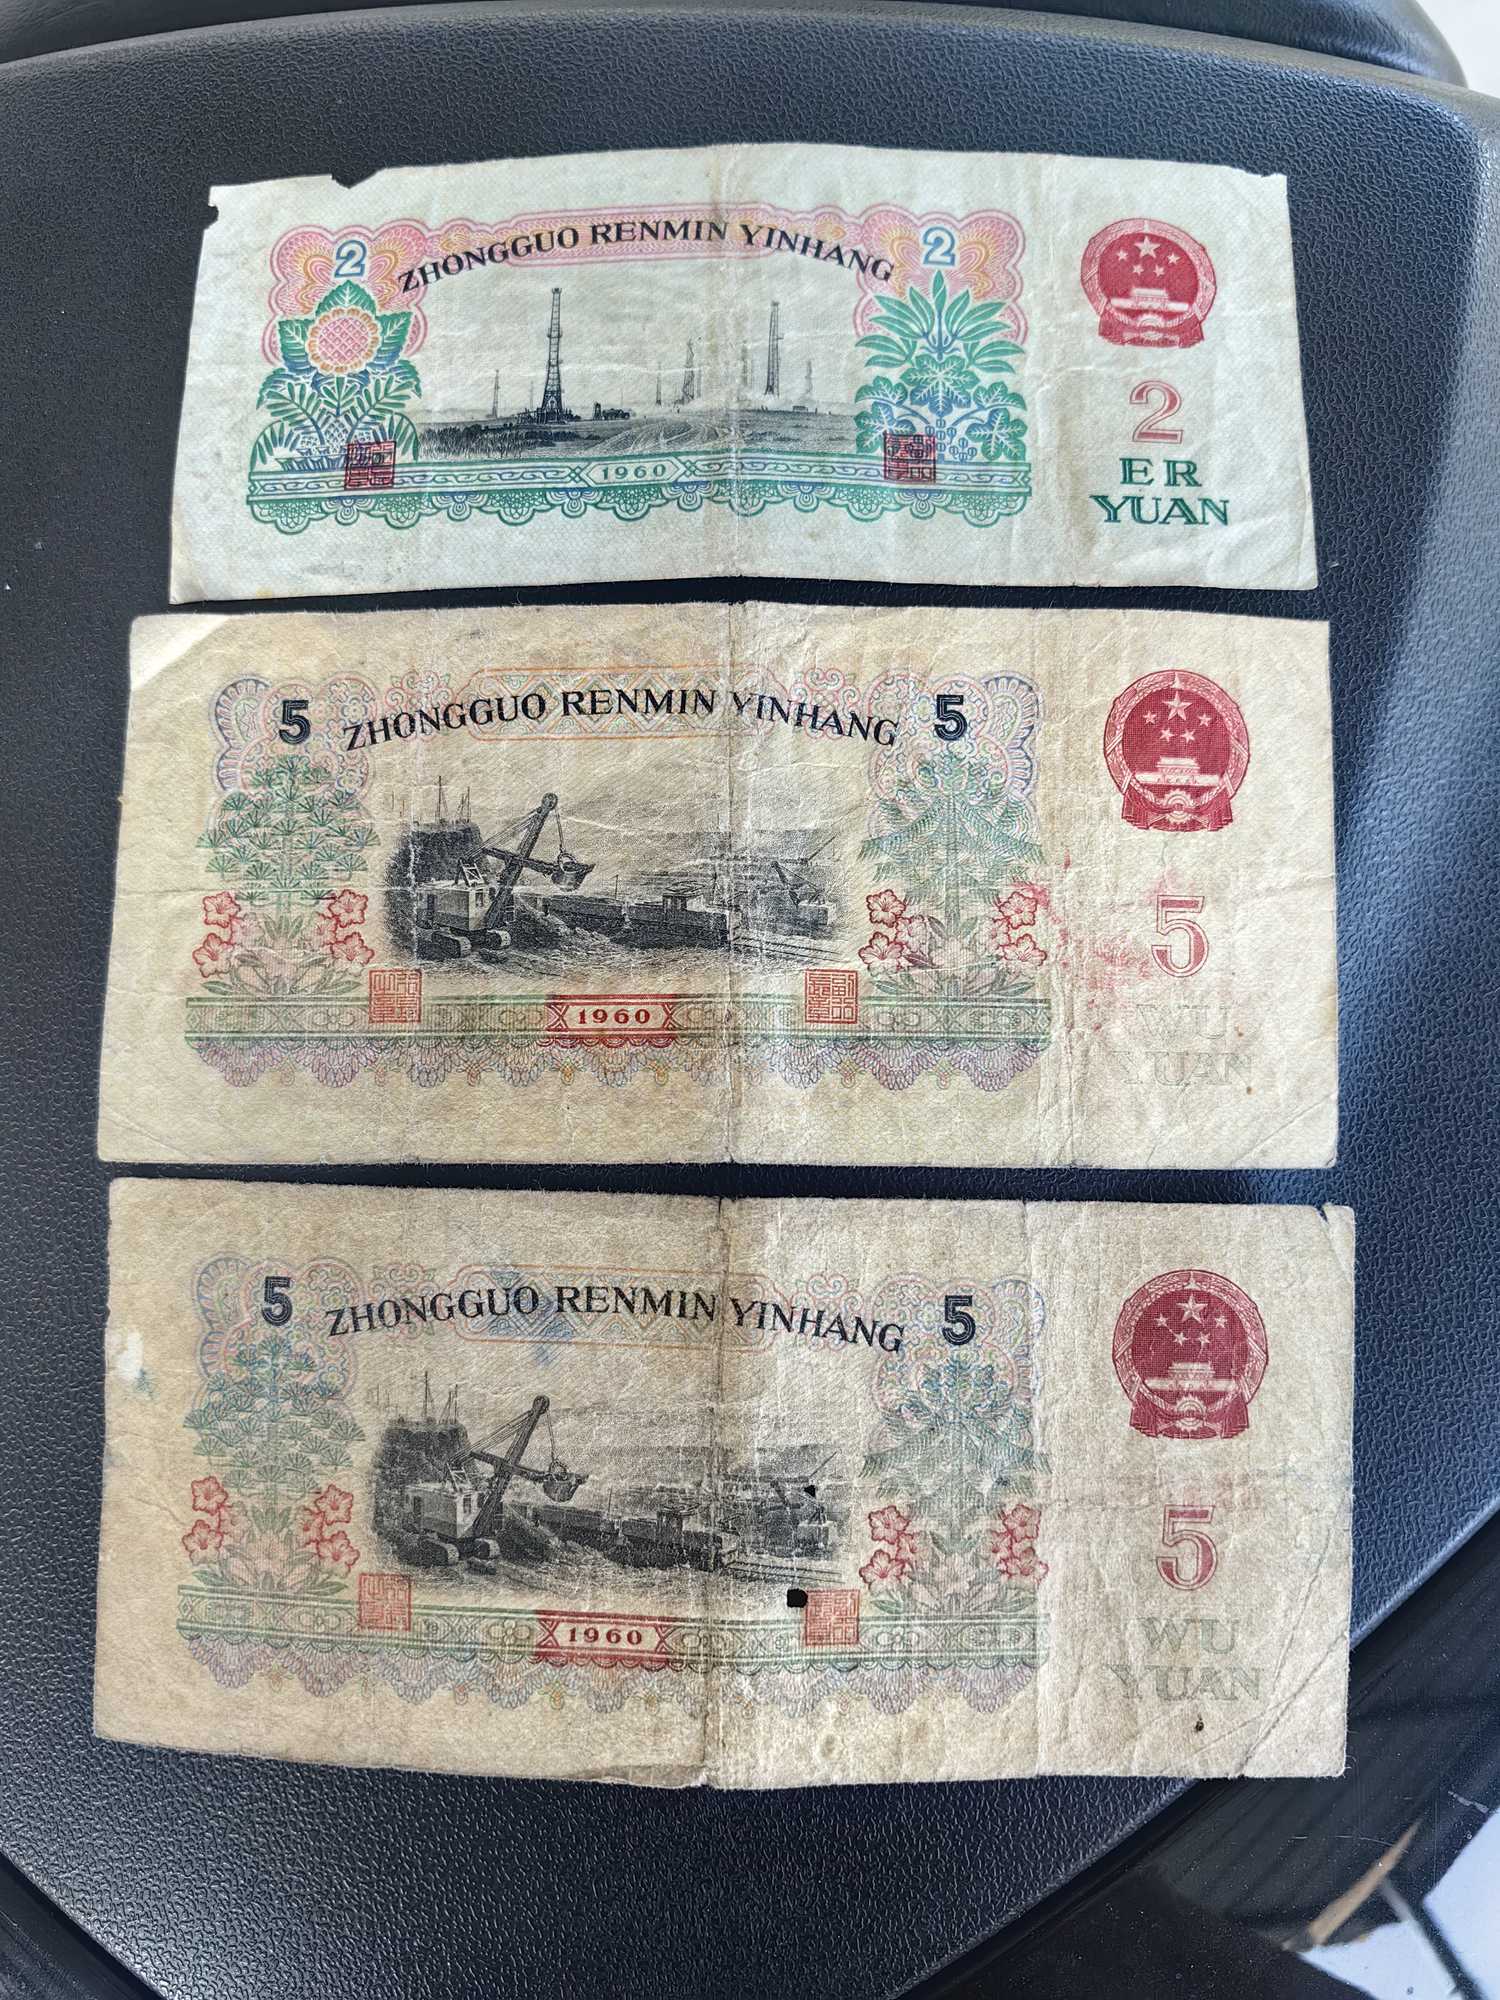 2 ZHONGGUO RENMIN YINHANG 2
1960
2
ER
YUAN
5 ZHONGGUO RENMIN YINHANG 5
1960
5
WU
YUAN
5 ZHONGGUO RENMIN YINHANG 5
1960
5
WU
YUAN